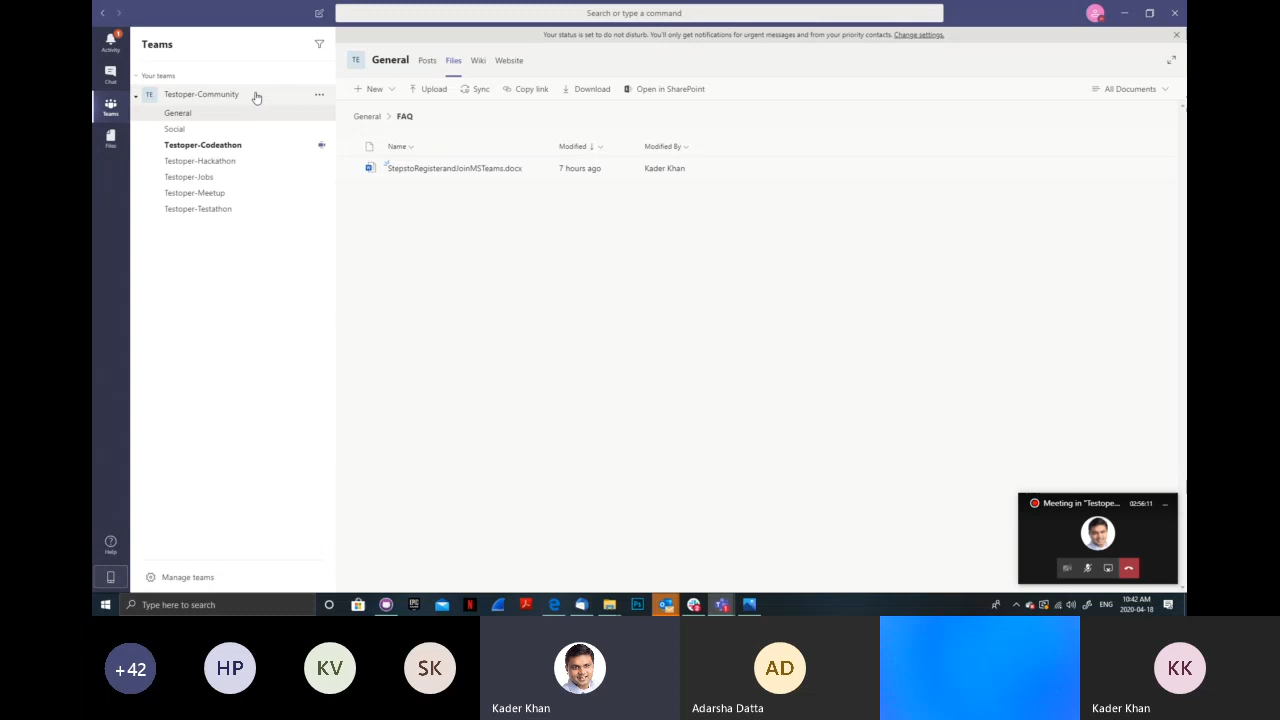 Search or type a command
Your status is set to do not disturb. You'll only get notifications for urgent messages and from your priority contacts. Change settings.
1
Activity
Chat
Teams
Files
Help
Teams
Your teams
TE Testoper-Community
General
Social
Testoper-Codeathon
Testoper-Hackathon
Testoper-Jobs
Testoper-Meetup
Testoper-Testathon
Manage teams
TE General Posts Files Wiki Website
New Upload Sync Copy link Download Open in SharePoint All Documents
General > FAQ
Name Modified Modified By
StepstoRegisterandJoinMSTeams.docx 7 hours ago Kader Khan
Meeting in "Testope... 02:56:11 ...
Type here to search
ENG
10:42 AM
2020-04-18
+42 HP KV SK AD KK
Kader Khan Adarsha Datta Kader Khan